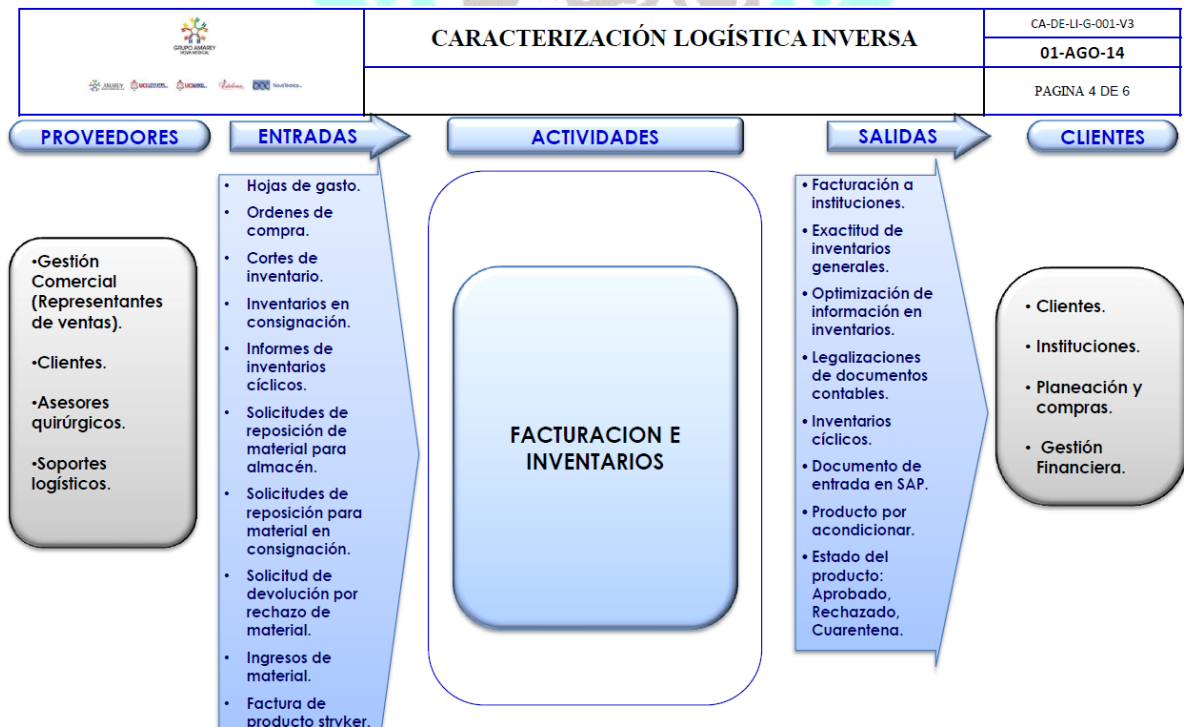 GRUPO AMAREY
NOVA MEDICAL
AMAREY
CARACTERIZACIÓN LOGÍSTICA INVERSA
CA-DE-LI-G-001-V3
01-AGO-14
PAGINA 4 DE 6
PROVEEDORES
ENTRADAS
ACTIVIDADES
SALIDAS
CLIENTES
•Gestión
Comercial
(Representantes
de ventas).
•Clientes.
•Asesores
quirúrgicos.
•Soportes
logísticos.
• Hojas de gasto.
• Ordenes de
compra.
• Cortes de
inventario.
• Inventarios en
consignación.
• Informes de
inventarios
cíclicos.
• Solicitudes de
reposición de
material para
almacén.
• Solicitudes de
reposición para
material en
consignación.
• Solicitud de
devolución por
rechazo de
material.
• Ingresos de
material.
• Factura de
producto stryker.
FACTURACION E
INVENTARIOS
• Facturación a
instituciones.
• Exactitud de
inventarios
generales.
• Optimización de
información en
inventarios.
• Legalizaciones
de documentos
contables.
• Inventarios
cíclicos.
• Documento de
entrada en SAP.
• Producto por
acondicionar.
• Estado del
producto:
Aprobado,
Rechazado,
Cuarentena.
• Clientes.
• Instituciones.
• Planeación y
compras.
• Gestión
Financiera.